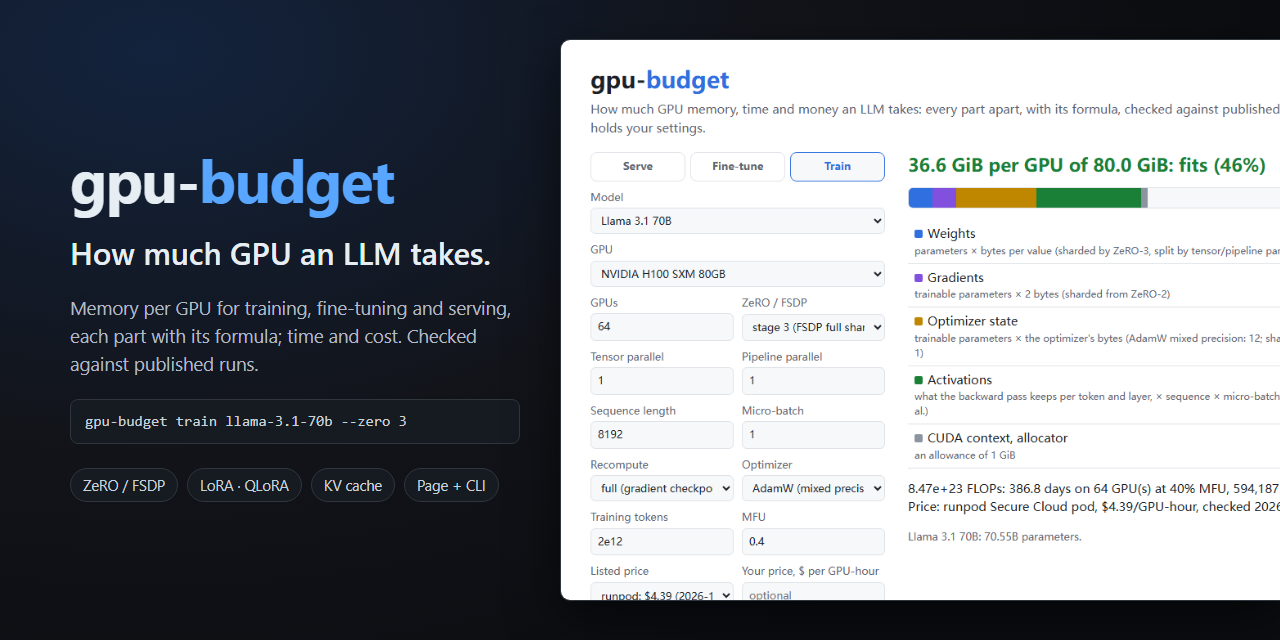 gpu-budget
How much GPU an LLM takes.
Memory per GPU for training, fine-tuning and serving,
each part with its formula; time and cost. Checked
against published runs.
gpu-budget train llama-3.1-70b --zero 3
ZeRO / FSDP
LoRA · QLoRA
KV cache
Page + CLI
gpu-budget
How much GPU memory, time and money an LLM takes: every part apart, with its formula, checked against published
holds your settings.
Serve
Fine-tune
Train
Model
Llama 3.1 70B
GPU
NVIDIA H100 SXM 80GB
GPUs
ZeRO / FSDP
64
stage 3 (FSDP full shar
Tensor parallel
Pipeline parallel
1
1
Sequence length
Micro-batch
8192
1
Recompute
Optimizer
full (gradient checkpo
AdamW (mixed precis
Training tokens
MFU
2e12
0.4
Listed price
Your price, $ per GPU-hour
runpod: $4.39 (2026-1
optional
36.6 GiB per GPU of 80.0 GiB: fits (46%)
Weights
parameters × bytes per value (sharded by ZeRO-3, split by tensor/pipeline par
Gradients
trainable parameters × 2 bytes (sharded from ZeRO-2)
Optimizer state
trainable parameters × the optimizer's bytes (AdamW mixed precision: 12; sha
1)
Activations
what the backward pass keeps per token and layer, × sequence × micro-batch
al.)
CUDA context, allocator
an allowance of 1 GiB
8.47e+23 FLOPs: 386.8 days on 64 GPU(s) at 40% MFU, 594,187
Price: runpod Secure Cloud pod, $4.39/GPU-hour, checked 2026
Llama 3.1 70B: 70.55B parameters.